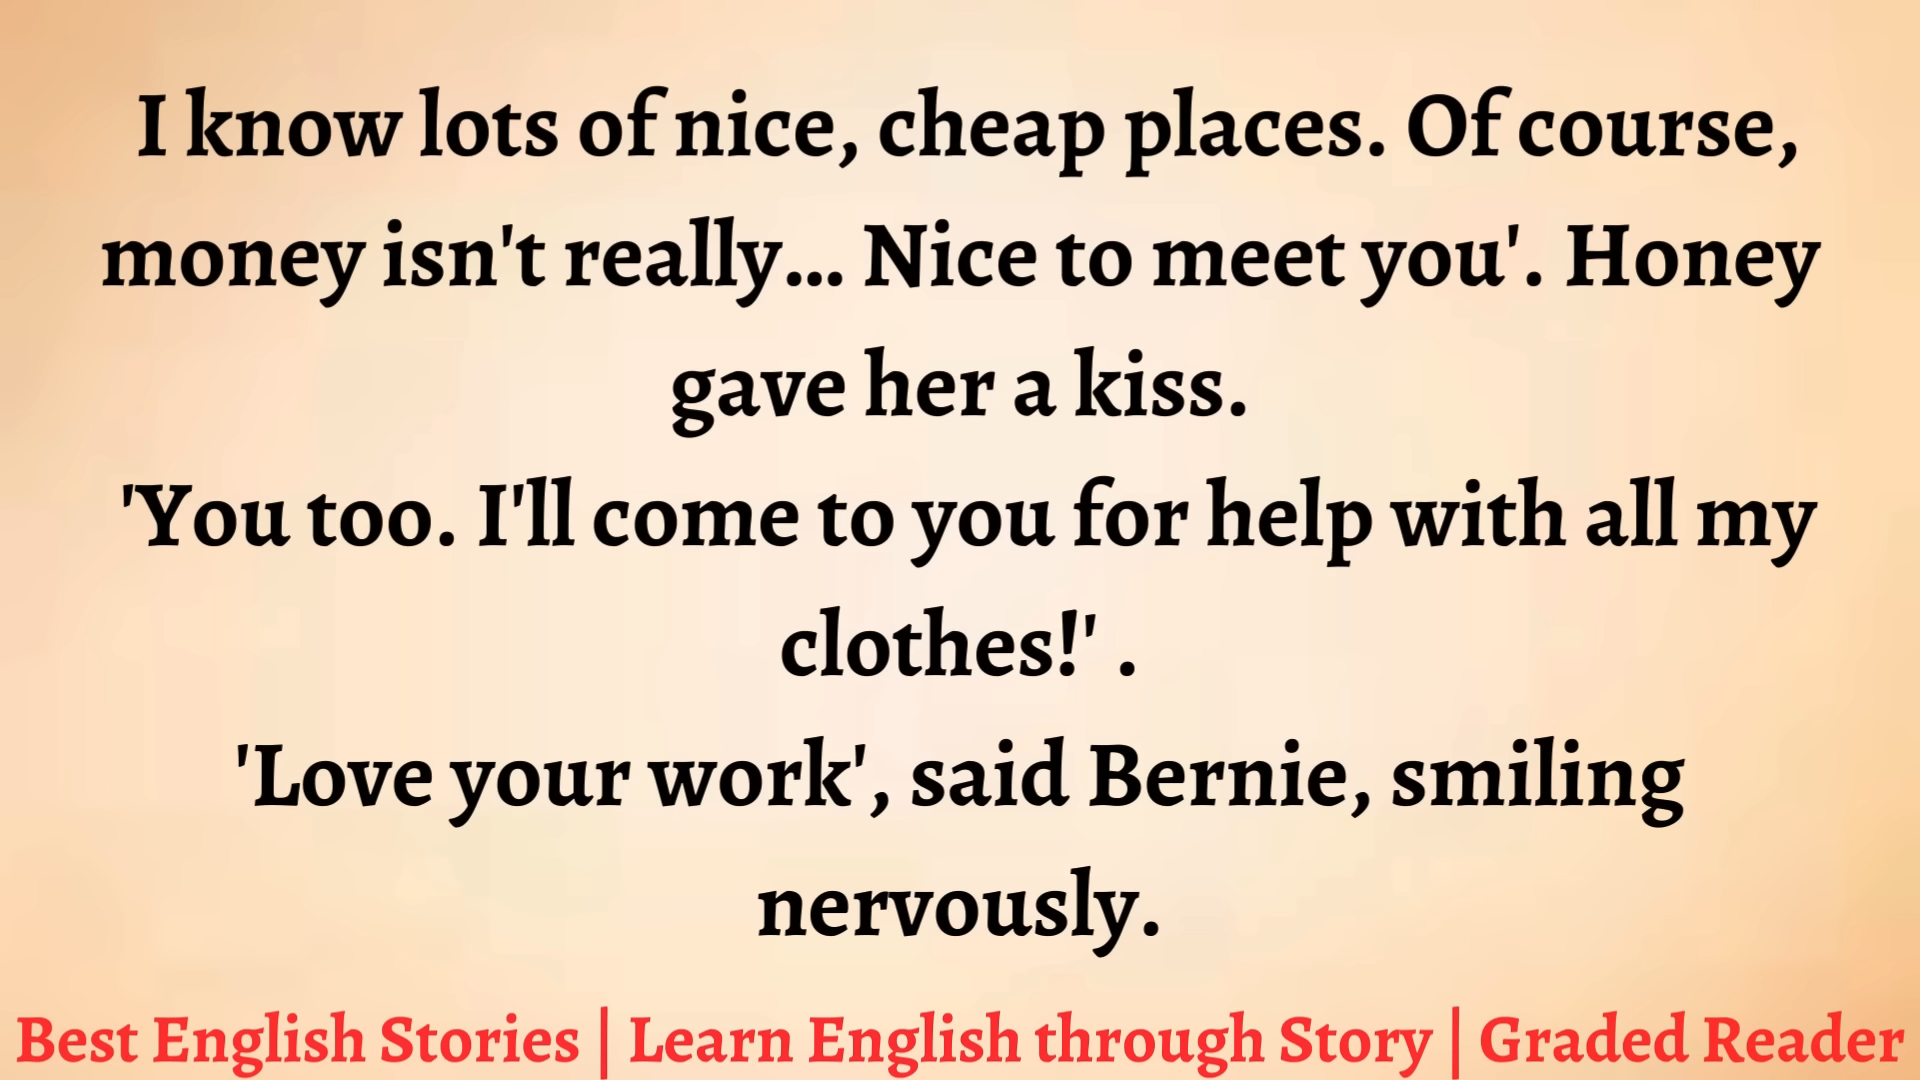 I know lots of nice, cheap places. Of course,
money isn't really... Nice to meet you'. Honey
gave her a kiss.
'You too. I'll come to you for help with all my
clothes!' .
'Love your work', said Bernie, smiling
nervously.
Best English Stories | Learn English through Story | Graded Reader